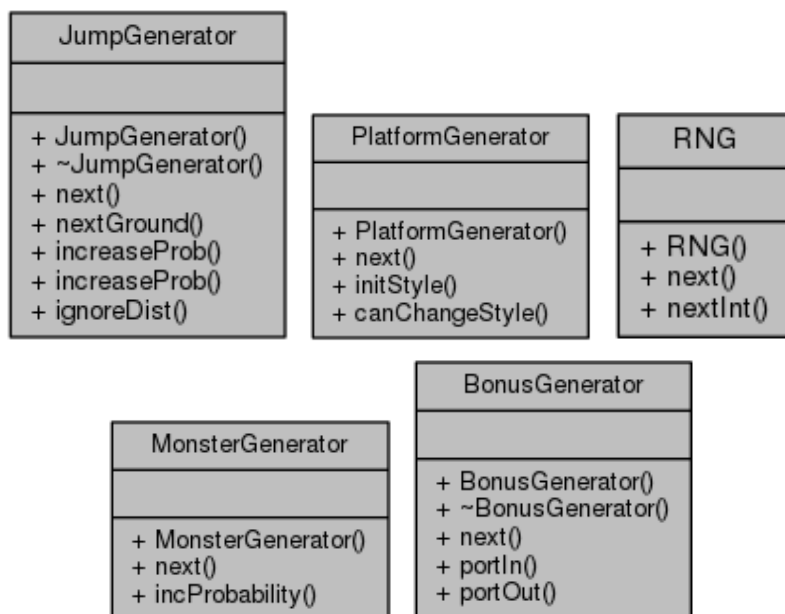 JumpGenerator
+ JumpGenerator()
+ ~JumpGenerator()
+ next()
+ nextGround()
+ increaseProb()
+ increaseProb()
+ ignoreDist()
PlatformGenerator
+ PlatformGenerator()
+ next()
+ initStyle()
+ canChangeStyle()
RNG
+ RNG()
+ next()
+ nextInt()
MonsterGenerator
+ MonsterGenerator()
+ next()
+ incProbability()
BonusGenerator
+ BonusGenerator()
+ ~BonusGenerator()
+ next()
+ portIn()
+ portOut()